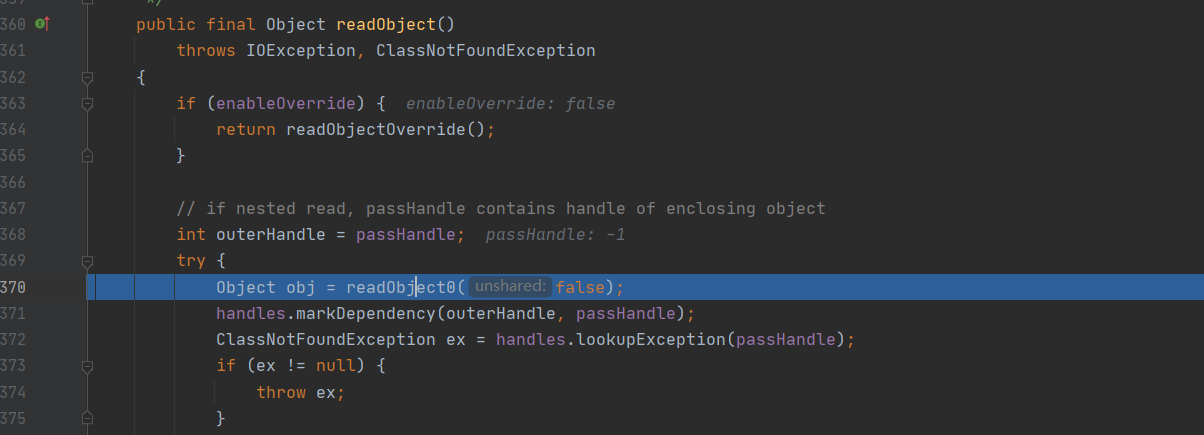 */
360 public final Object readObject()
361 throws IOException, ClassNotFoundException
362 {
363 if (enableOverride) { enableOverride: false
364 return readObjectOverride();
365 }
366
367 // if nested read, passHandle contains handle of enclosing object
368 int outerHandle = passHandle; passHandle: -1
369 try {
370 Object obj = readObject0( unshared: false);
371 handles.markDependency(outerHandle, passHandle);
372 ClassNotFoundException ex = handles.lookupException(passHandle);
373 if (ex != null) {
374 throw ex;
375 }